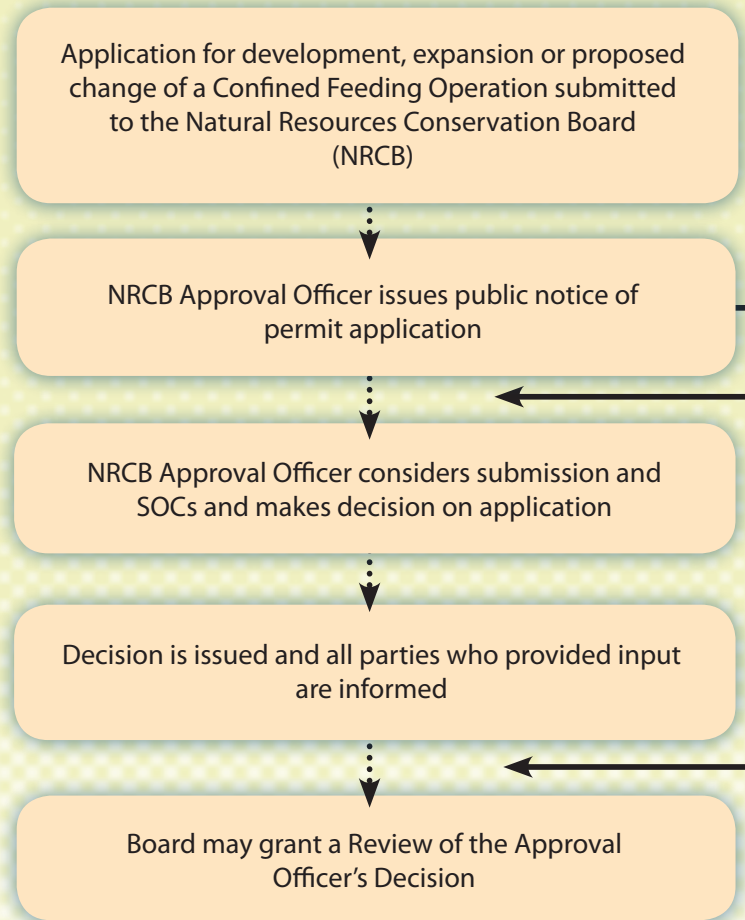 Application for development, expansion or proposed
change of a Confined Feeding Operation submitted
to the Natural Resources Conservation Board
(NRCB)
NRCB Approval Officer issues public notice of
permit application
NRCB Approval Officer considers submission and
SOCs and makes decision on application
Decision is issued and all parties who provided input
are informed
Board may grant a Review of the Approval
Officer's Decision